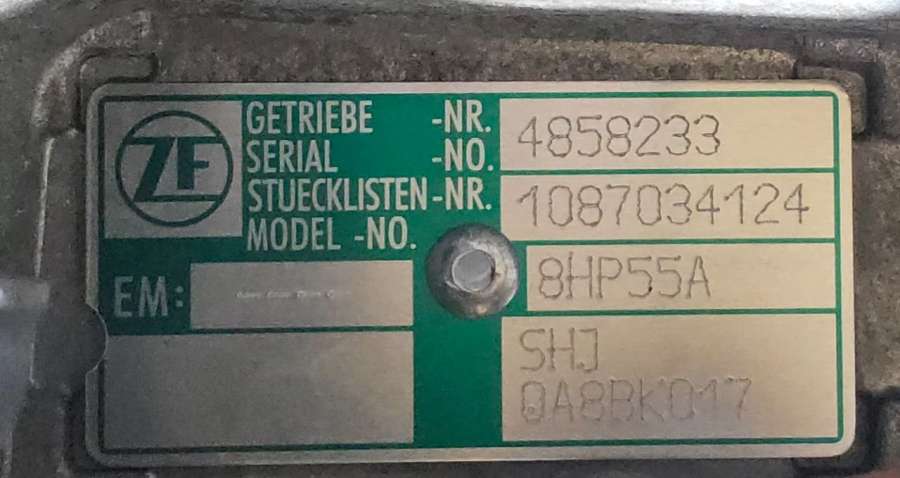 ZF
GETRIEBE -NR. 4858233
SERIAL -NO.
STUECKLISTEN-NR. 1087034124
MODEL -NO.
8HP55A
EM:
SHJ
0A8BK017